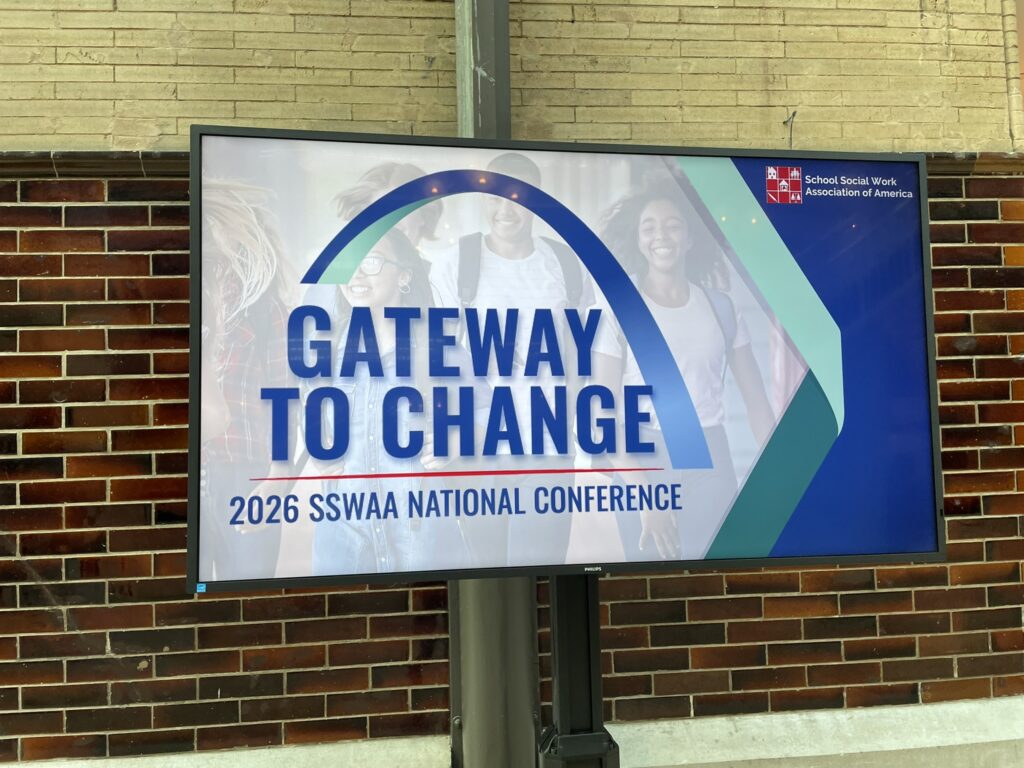 School Social Work
Association of America
GATEWAY
TO CHANGE
2026 SSWAA NATIONAL CONFERENCE
PHILIPS